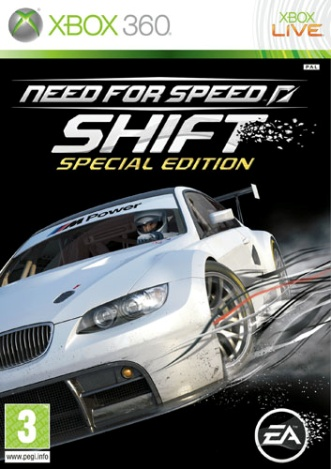 XBOX 360
XBOX
LIVE
PAL
NEED FOR SPEED
SHIFT
SPECIAL EDITION
M Power
3
www.pegi.info
EA